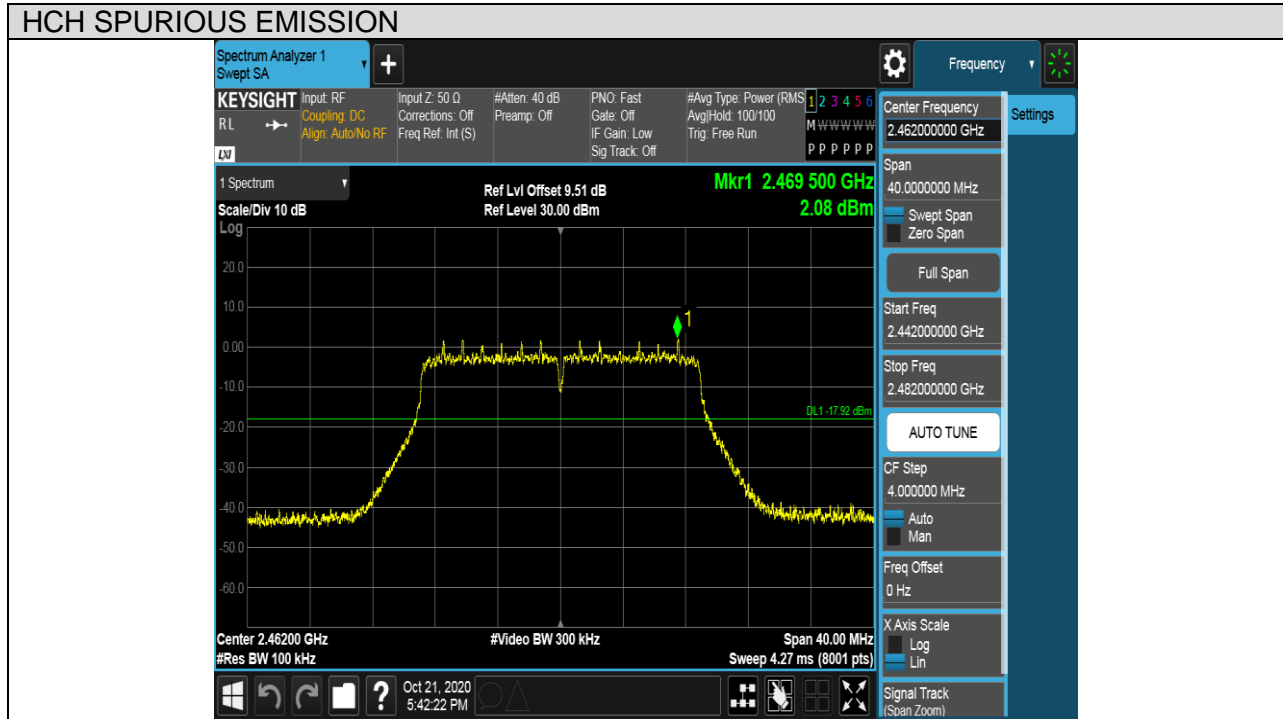 HCH SPURIOUS EMISSION
Spectrum Analyzer 1
Swept SA
+
Frequency
KEYSIGHT
RL
LXI
Input: RF
Coupling: DC
Align: Auto/No RF
Input Z: 50 Ω
Corrections: Off
Freq Ref: Int (S)
#Atten: 40 dB
Preamp: Off
PNO: Fast
Gate: Off
IF Gain: Low
Sig Track: Off
#Avg Type: Power (RMS
Avg|Hold: 100/100
Trig: Free Run
1 2 3 4 5 6
M W W W W W
P P P P P P
1 Spectrum
Scale/Div 10 dB
Ref Lvl Offset 9.51 dB
Ref Level 30.00 dBm
Mkr1 2.469 500 GHz
2.08 dBm
Log
20.0
10.0
0.00
-10.0
-20.0
-30.0
-40.0
-50.0
-60.0
1
DL1 -17.92 dBm
Center 2.46200 GHz
#Res BW 100 kHz
#Video BW 300 kHz
Span 40.00 MHz
Sweep 4.27 ms (8001 pts)
Center Frequency
2.462000000 GHz
Settings
Span
40.0000000 MHz
Swept Span
Zero Span
Full Span
Start Freq
2.442000000 GHz
Stop Freq
2.482000000 GHz
AUTO TUNE
CF Step
4.000000 MHz
Auto
Man
Freq Offset
0 Hz
X Axis Scale
Log
Lin
Signal Track
(Span Zoom)
?
Oct 21, 2020
5:42:22 PM